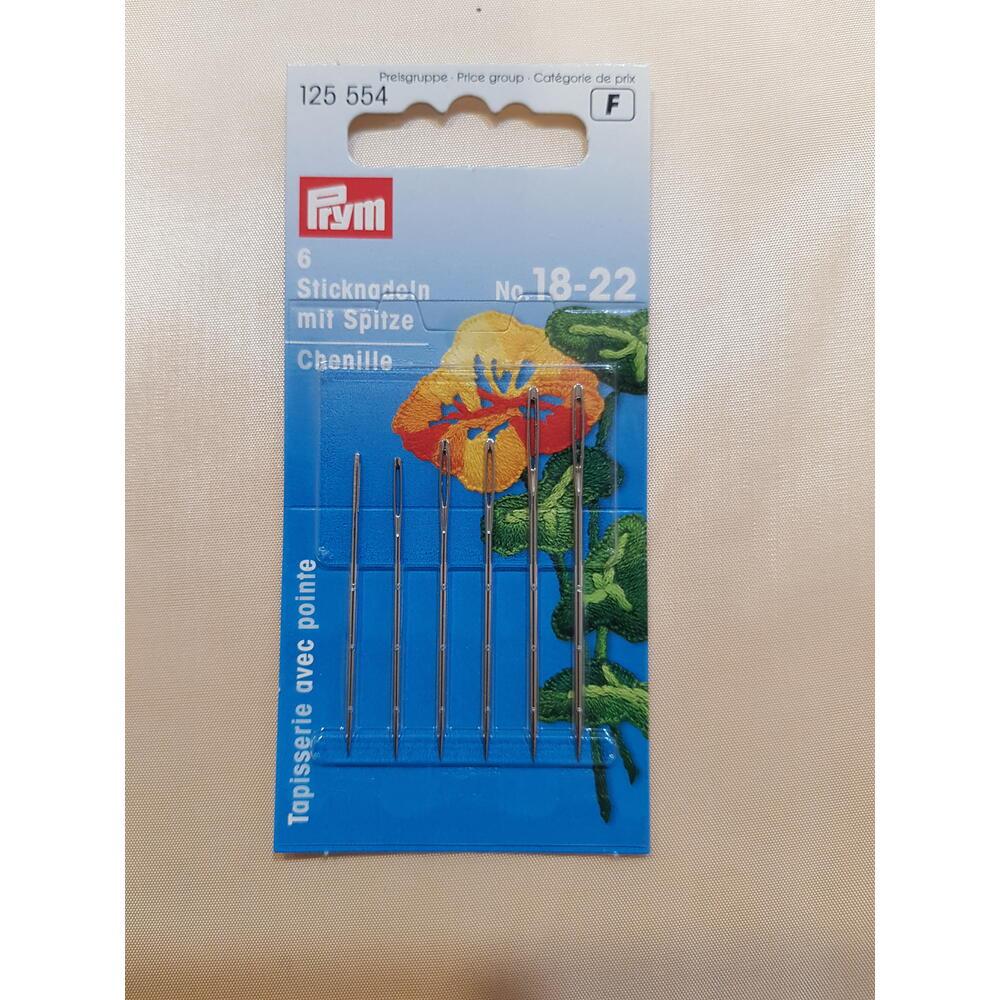 Preisgruppe · Price group · Catégorie de prix
125 554
F
Prym
6
Sticknadeln
mit Spitze
No. 18-22
Chenille
Tapisserie avec pointe